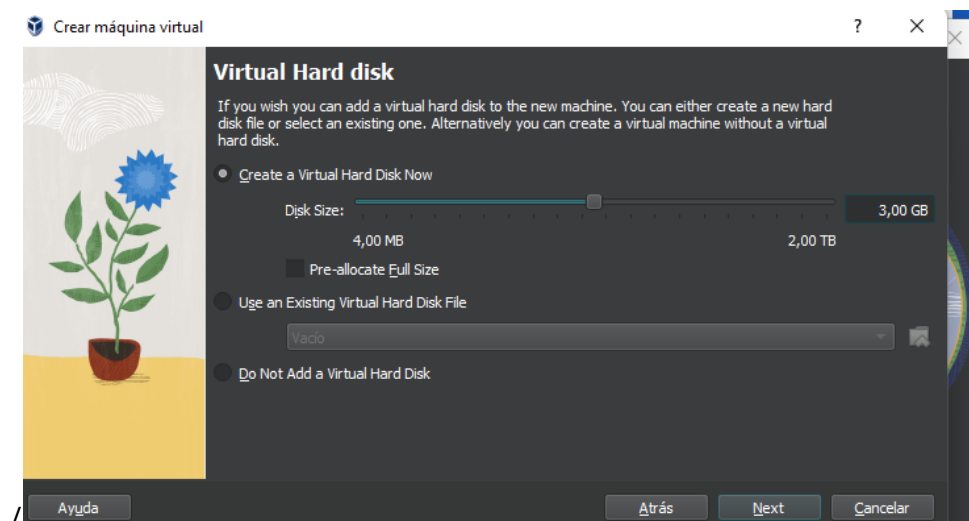 Crear máquina virtual ?
Virtual Hard disk
If you wish you can add a virtual hard disk to the new machine. You can either create a new hard
disk file or select an existing one. Alternatively you can create a virtual machine without a virtual
hard disk.
Create a Virtual Hard Disk Now
Disk Size: 3,00 GB
4,00 MB 2,00 TB
Pre-allocate Full Size
Use an Existing Virtual Hard Disk File
Vacío
Do Not Add a Virtual Hard Disk
/ Ayuda Atrás Next Cancelar